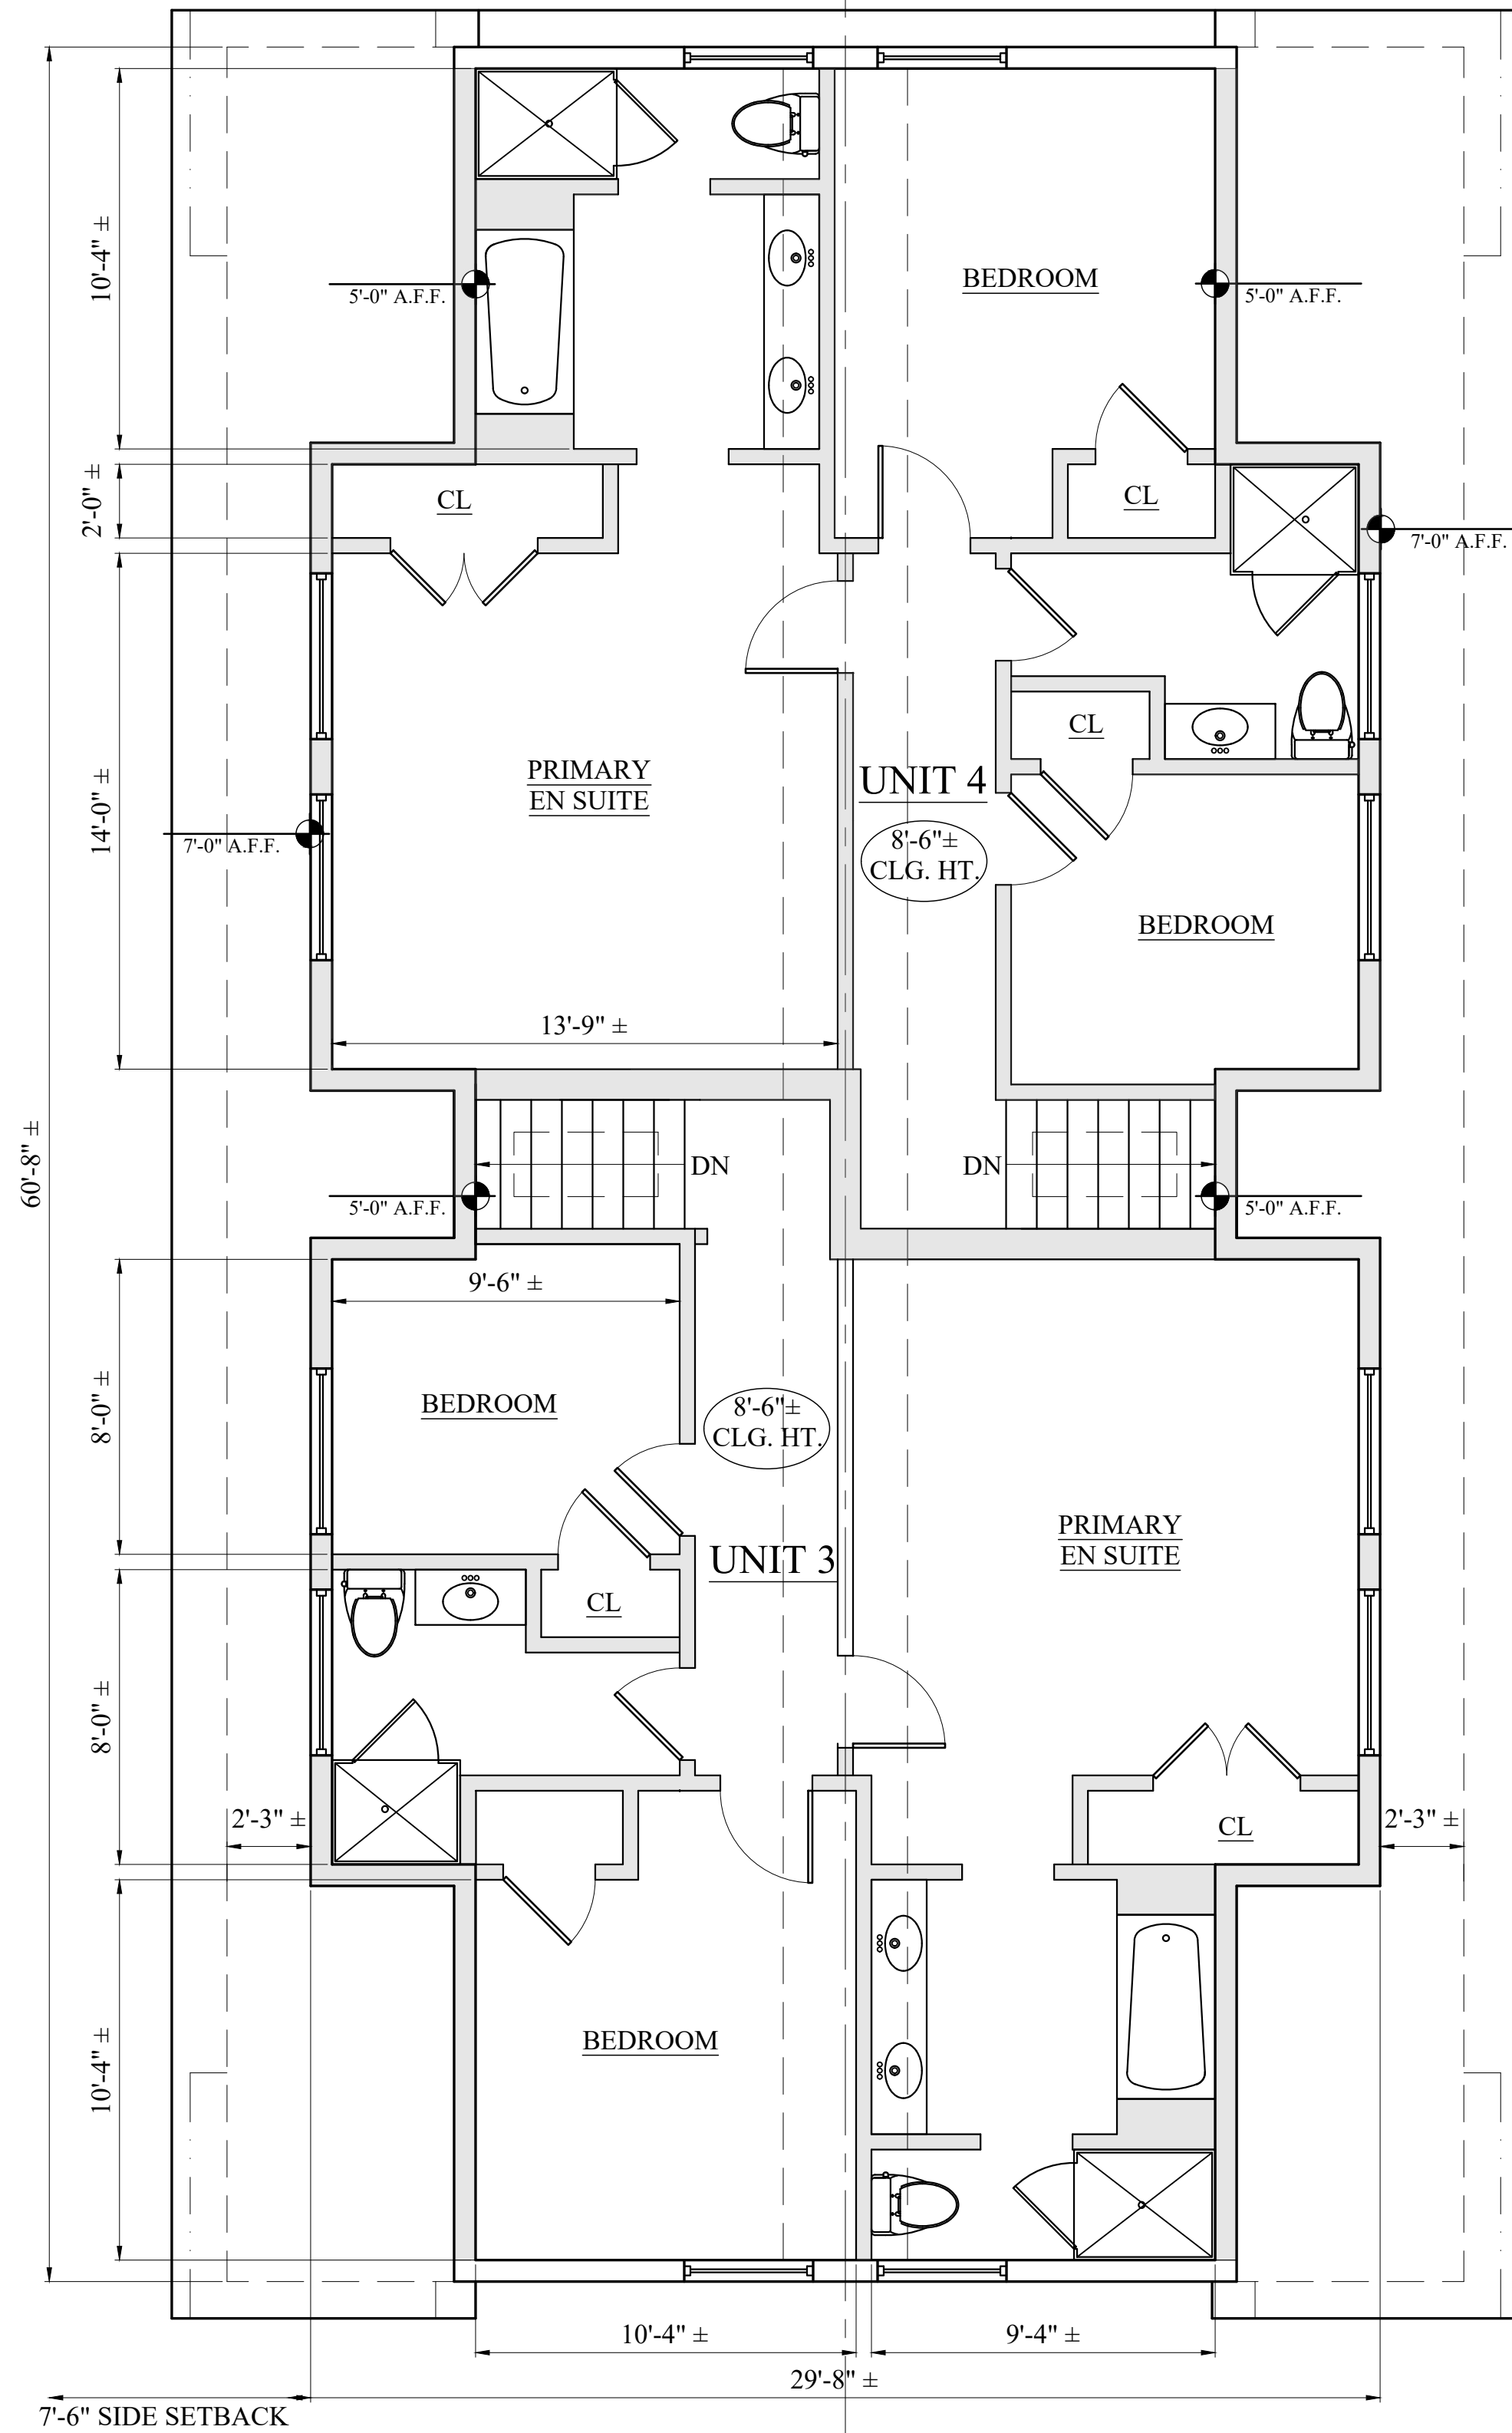 10'-4" ±
BEDROOM
5'-0" A.F.F.
5'-0" A.F.F.
2'-0" ±
CL
CL
7'-0" A.F.F.
CL
PRIMARY
EN SUITE
UNIT 4
14'-0" ±
7'-0" A.F.F.
8'-6"±
CLG. HT.
BEDROOM
13'-9" ±
60'-8" ±
DN
DN
5'-0" A.F.F.
5'-0" A.F.F.
9'-6" ±
8'-0" ±
BEDROOM
8'-6"±
CLG. HT.
PRIMARY
EN SUITE
UNIT 3
CL
8'-0" ±
2'-3" ±
CL
2'-3" ±
10'-4" ±
BEDROOM
10'-4" ±
9'-4" ±
29'-8" ±
7'-6" SIDE SETBACK